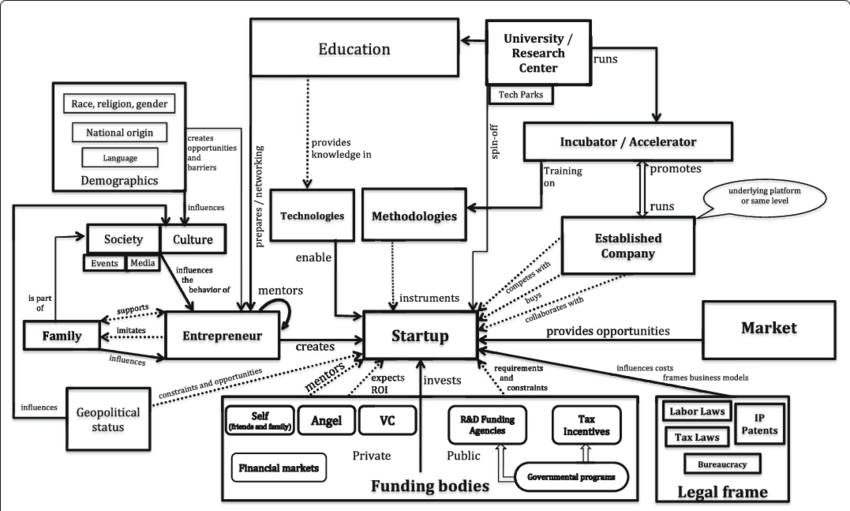 Education
University /
Research
Center
Tech Parks
runs
Race, religion, gender
National origin
Language
Demographics
creates
opportunities
and
barriers
provides
knowledge in
spin-off
Incubator / Accelerator
prepares / networking
Training
on
promotes
runs
underlying platform
or same level
influences
Technologies
Methodologies
Society
Culture
Events
Media
Established
Company
enable
influences
the
behavior of
mentors
instruments
competes with
buys
collaborates with
is part
of
supports
imitates
influences
Family
Entrepreneur
creates
Startup
provides opportunities
Market
constraints and opportunities
mentors
expects
ROI
invests
requirements
and
constraints
influences costs
frames business models
influences
Geopolitical
status
Self
(friends and family)
Angel
VC
R&D Funding
Agencies
Tax
Incentives
Labor Laws
Tax Laws
IP
Patents
Bureaucracy
Private
Public
Financial markets
Governmental programs
Funding bodies
Legal frame